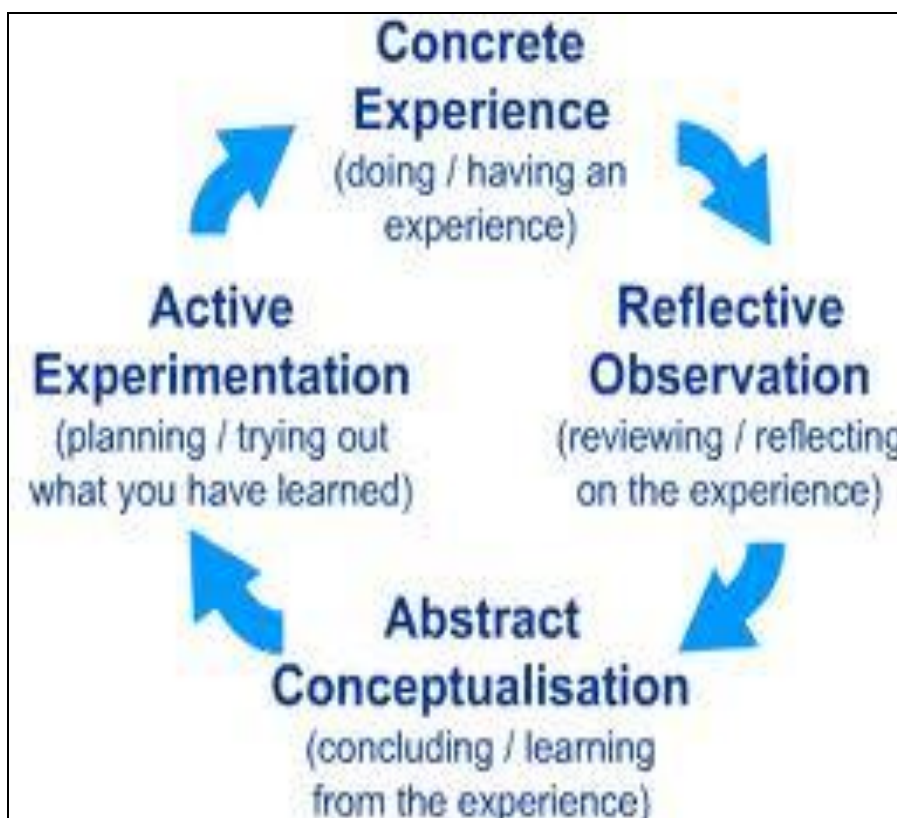 Concrete
Experience
(doing / having an
experience)
Reflective
Observation
(reviewing / reflecting
on the experience)
Abstract
Conceptualisation
(concluding / learning
from the experience)
Active
Experimentation
(planning / trying out
what you have learned)